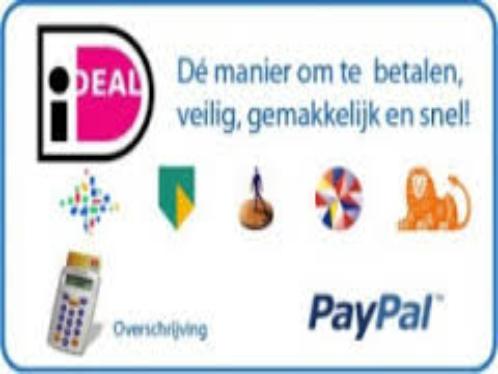 iDEAL
Dé manier om te betalen,
veilig, gemakkelijk en snel!
Overschrijving
PayPal™